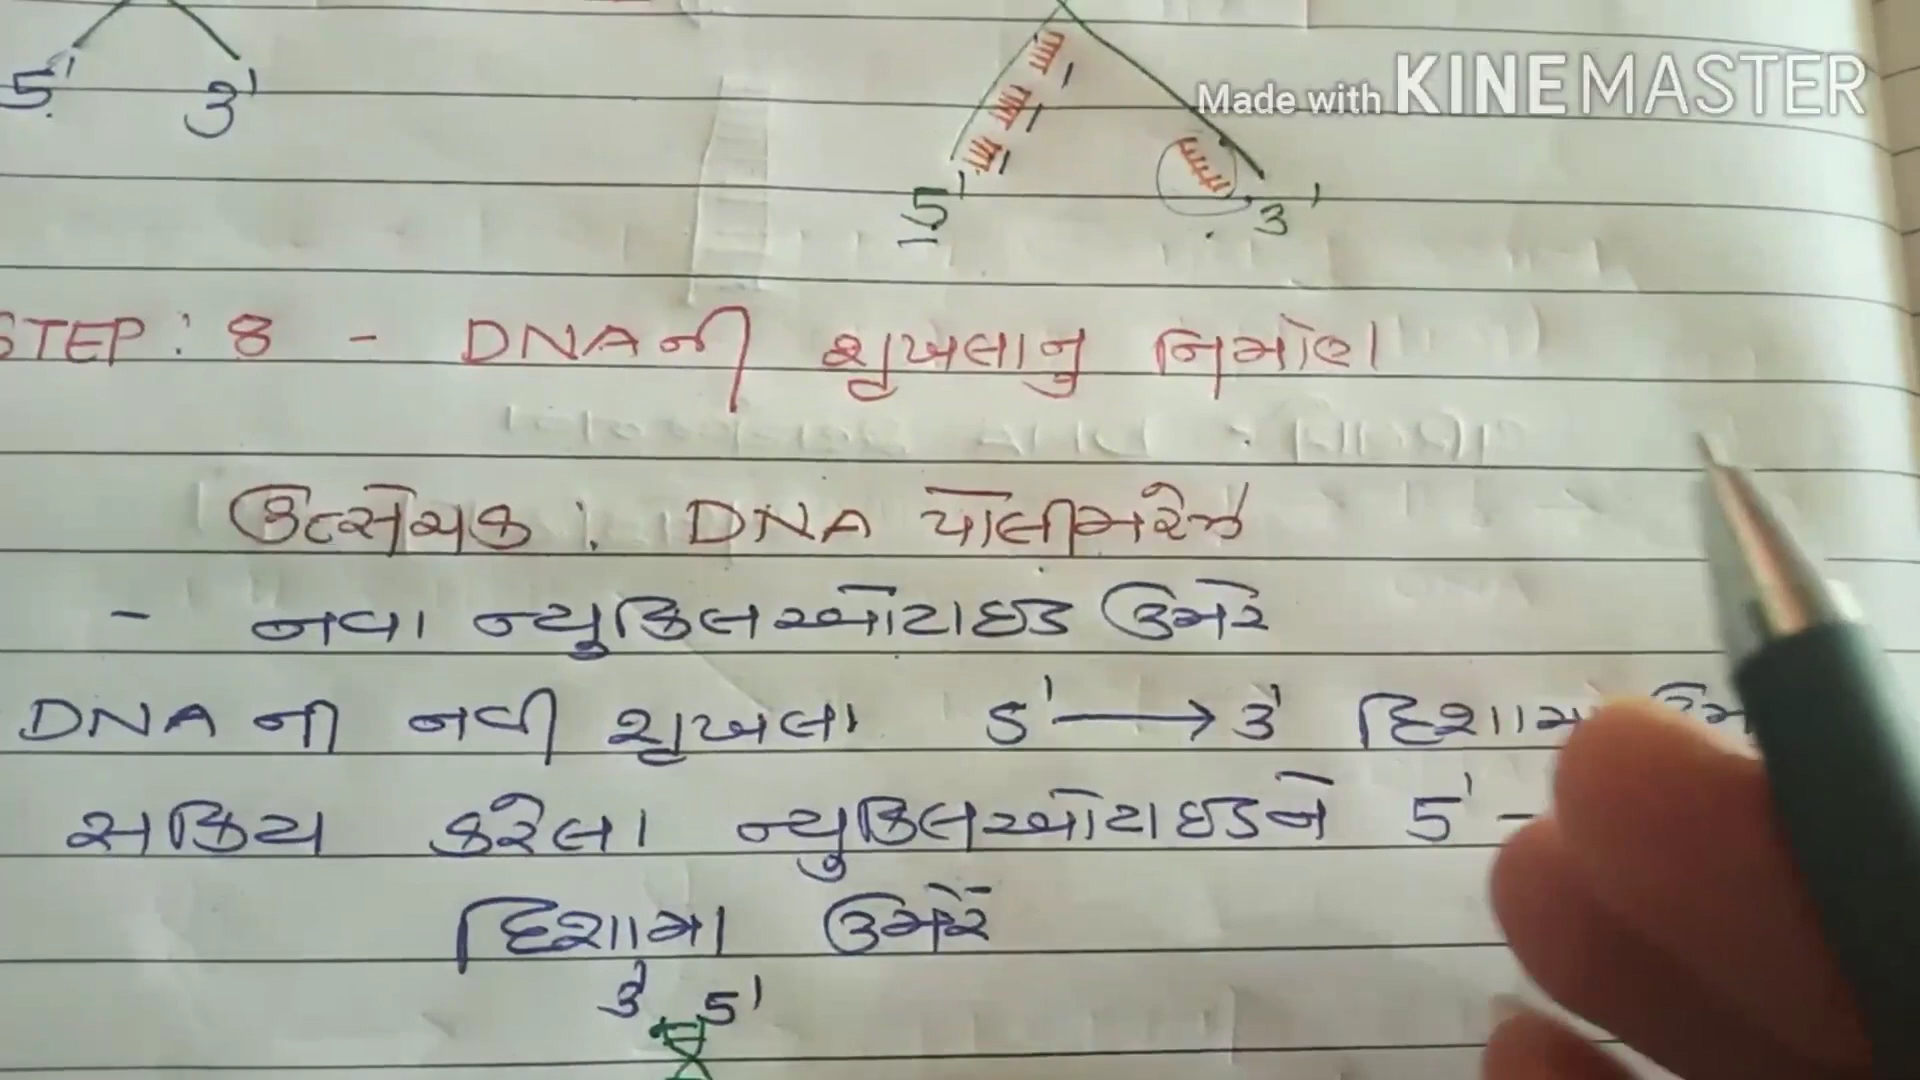 5' 3'
Made with KINEMASTER
5' 3'
STEP: 8 - DNAની શૃખલાનુ નિર્માણ
ઉત્સેચક : DNA પોલીમરેઝ
- નવા ન્યૂક્લિઓટાઇડ ઉમેરે
DNA ની નવી શૃખલા 5' → 3'
સક્રિય કરેલા ન્યુક્લિઓટાઇડને 5' -
દિશામા ઉમેરે
3' 5'